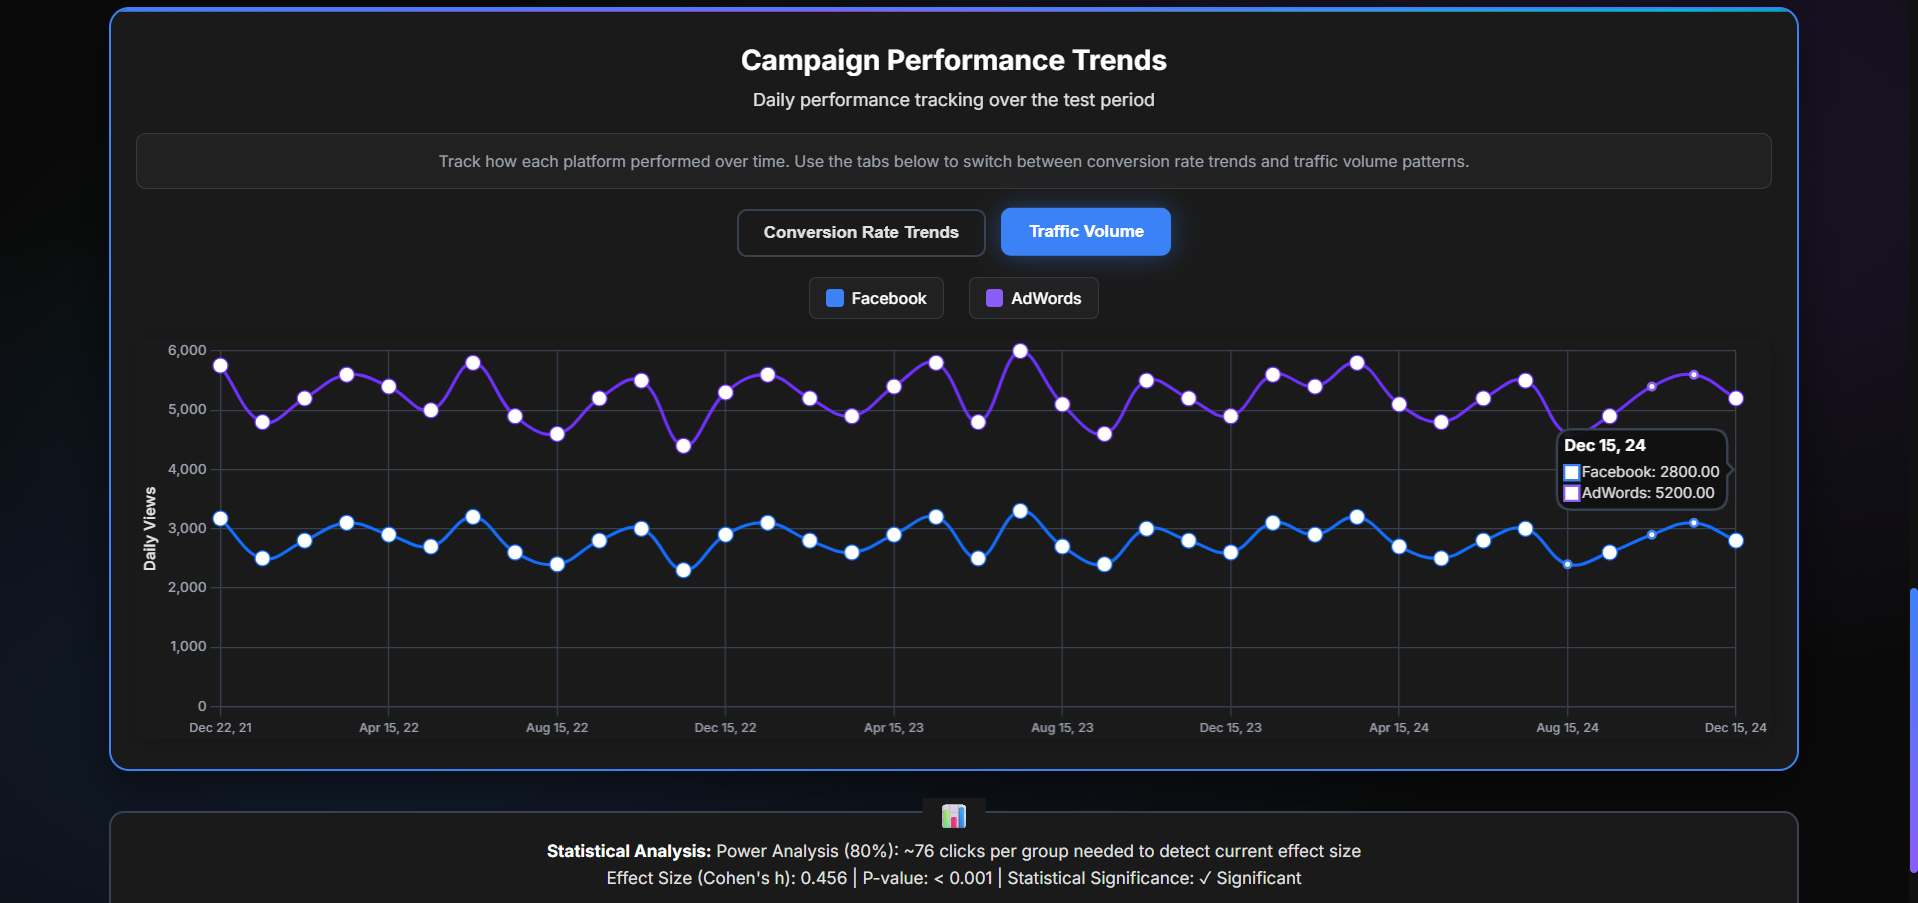 Campaign Performance Trends
Daily performance tracking over the test period
Track how each platform performed over time. Use the tabs below to switch between conversion rate trends and traffic volume patterns.
Conversion Rate Trends
Traffic Volume
Facebook
AdWords
Daily Views
6,000
5,000
4,000
3,000
2,000
1,000
0
Dec 15, 24
Facebook: 2800.00
AdWords: 5200.00
Dec 22, 21
Apr 15, 22
Aug 15, 22
Dec 15, 22
Apr 15, 23
Aug 15, 23
Dec 15, 23
Apr 15, 24
Aug 15, 24
Dec 15, 24
Statistical Analysis: Power Analysis (80%): ~76 clicks per group needed to detect current effect size
Effect Size (Cohen's h): 0.456 | P-value: < 0.001 | Statistical Significance: ✓ Significant